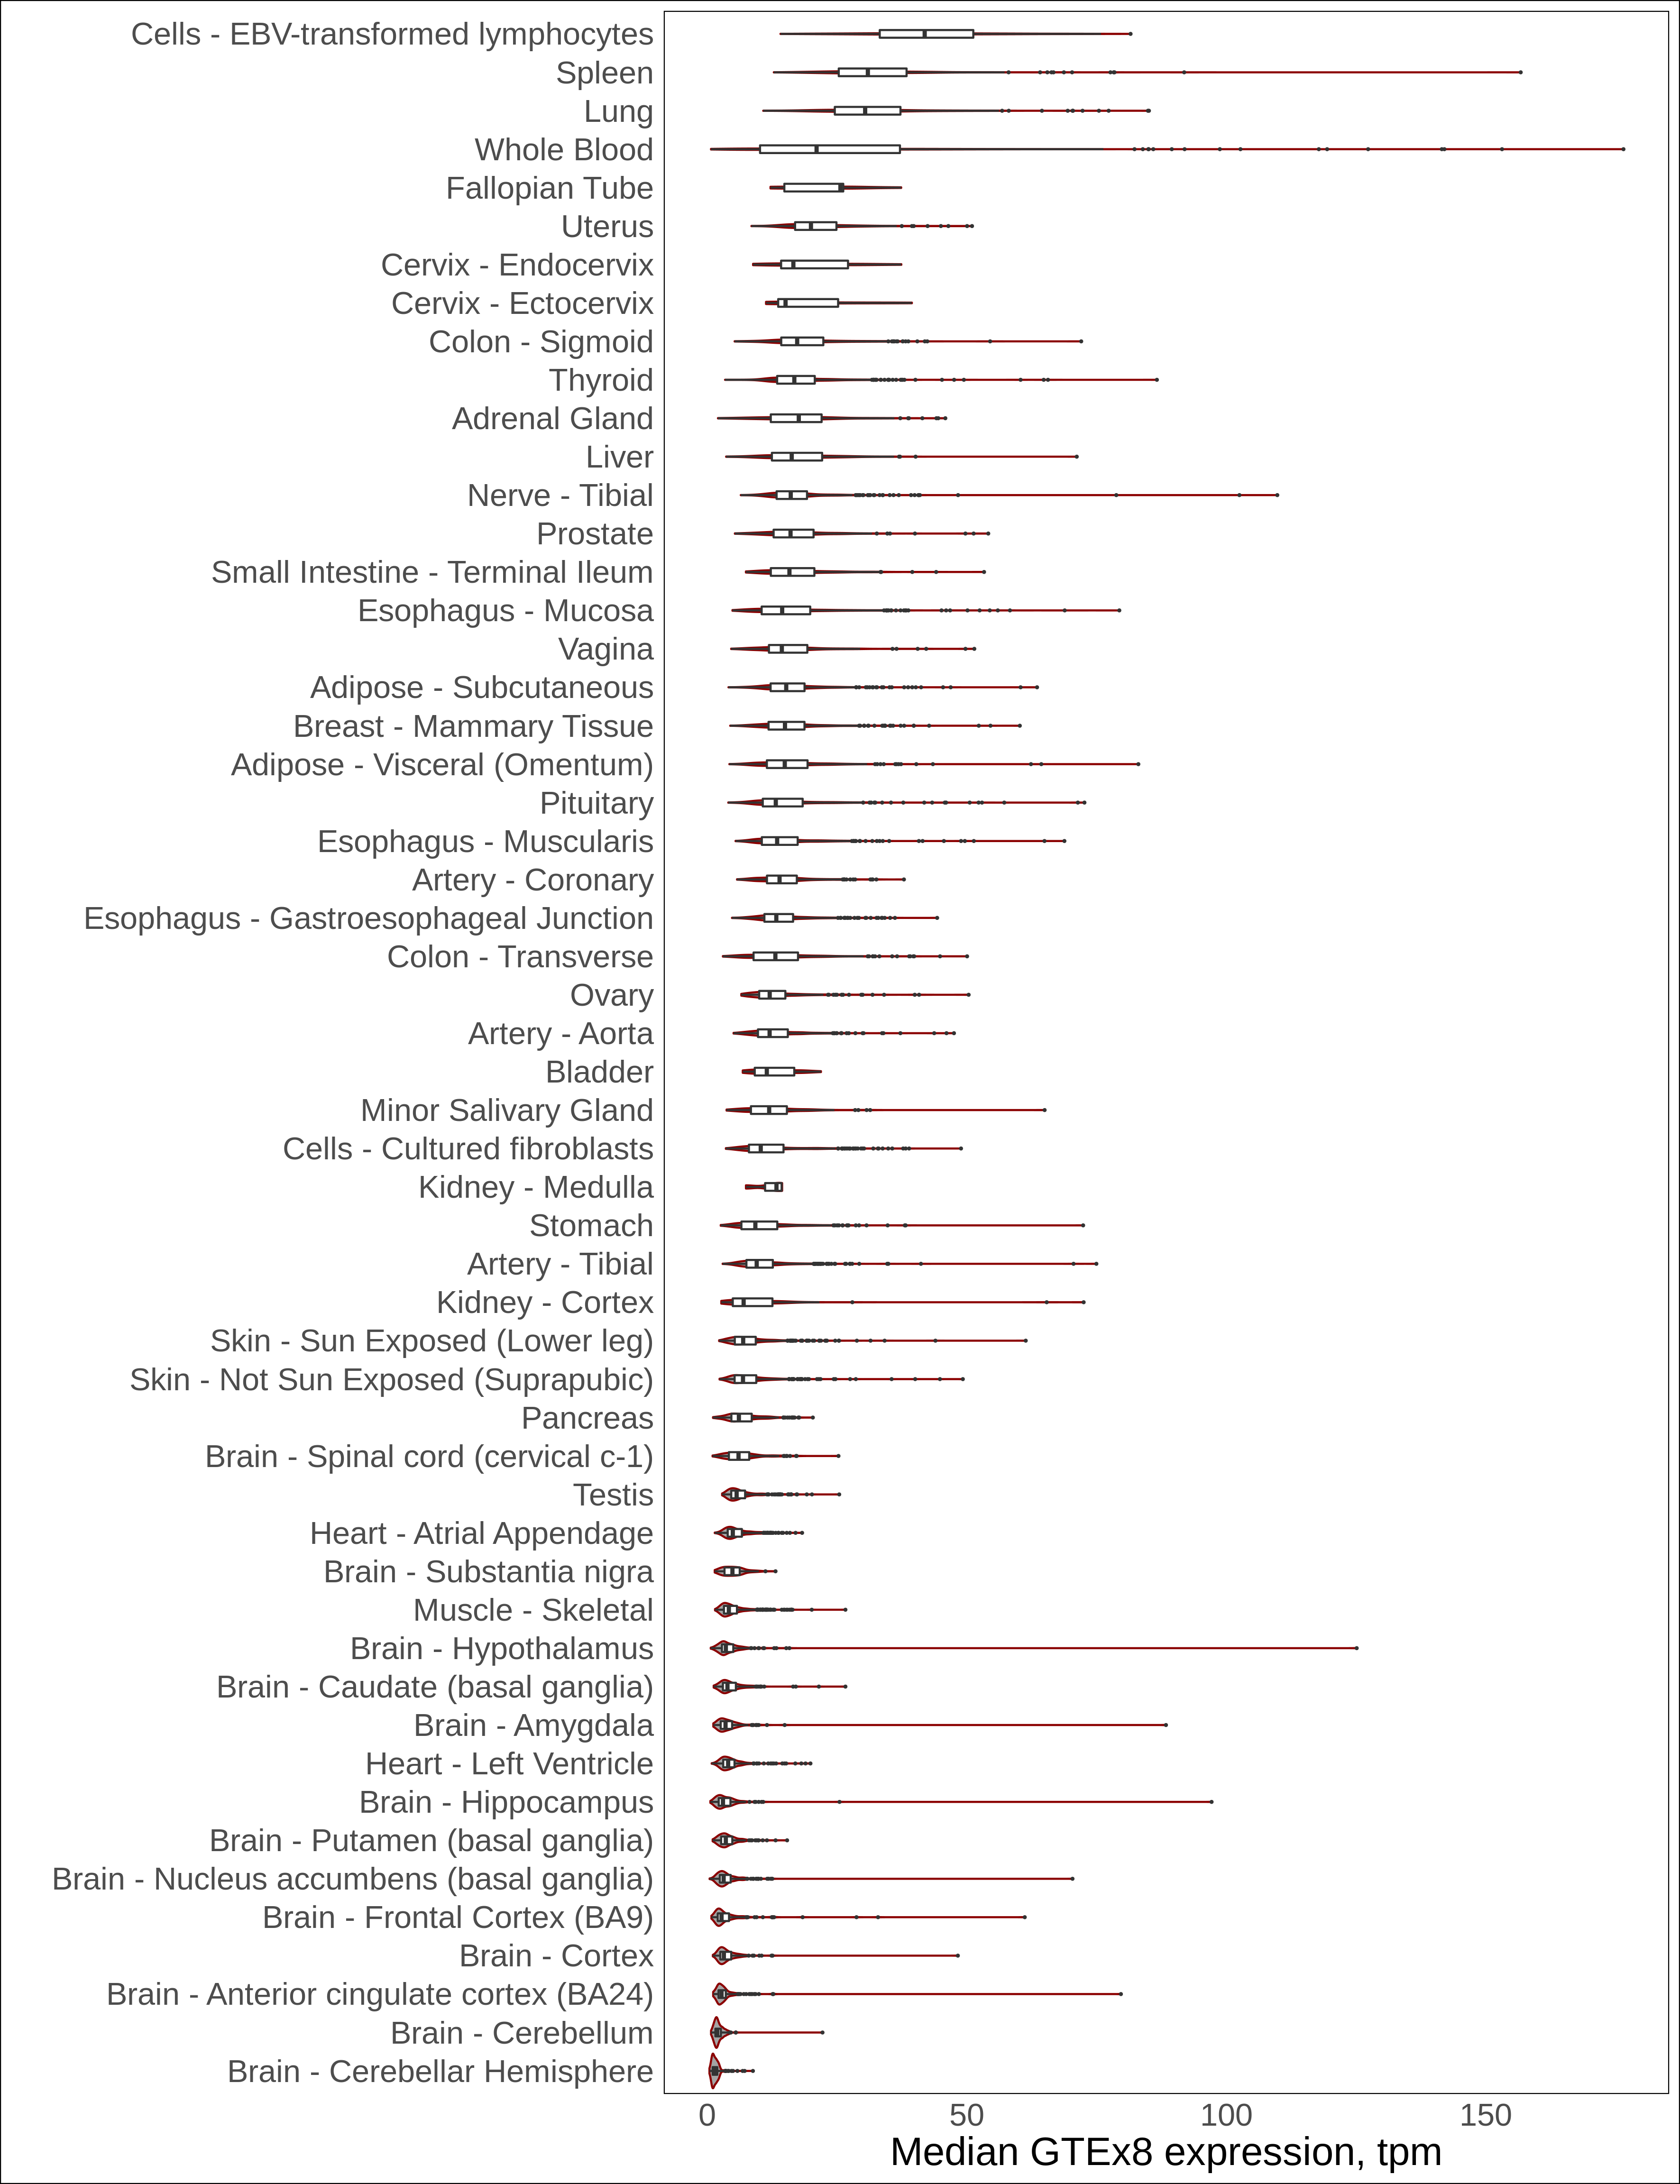 Cells - EBV-transformed lymphocytes
Spleen
Lung
Whole Blood
Fallopian Tube
Uterus
Cervix - Endocervix
Cervix - Ectocervix
Colon - Sigmoid
Thyroid
Adrenal Gland
Liver
Nerve - Tibial
Prostate
Small Intestine - Terminal Ileum
Esophagus - Mucosa
Vagina
Adipose - Subcutaneous
Breast - Mammary Tissue
Adipose - Visceral (Omentum)
Pituitary
Esophagus - Muscularis
Artery - Coronary
Esophagus - Gastroesophageal Junction
Colon - Transverse
Ovary
Artery - Aorta
Bladder
Minor Salivary Gland
Cells - Cultured fibroblasts
Kidney - Medulla
Stomach
Artery - Tibial
Kidney - Cortex
Skin - Sun Exposed (Lower leg)
Skin - Not Sun Exposed (Suprapubic)
Pancreas
Brain - Spinal cord (cervical c-1)
Testis
Heart - Atrial Appendage
Brain - Substantia nigra
Muscle - Skeletal
Brain - Hypothalamus
Brain - Caudate (basal ganglia)
Brain - Amygdala
Heart - Left Ventricle
Brain - Hippocampus
Brain - Putamen (basal ganglia)
Brain - Nucleus accumbens (basal ganglia)
Brain - Frontal Cortex (BA9)
Brain - Cortex
Brain - Anterior cingulate cortex (BA24)
Brain - Cerebellum
Brain - Cerebellar Hemisphere
0 50 100 150
Median GTEx8 expression, tpm